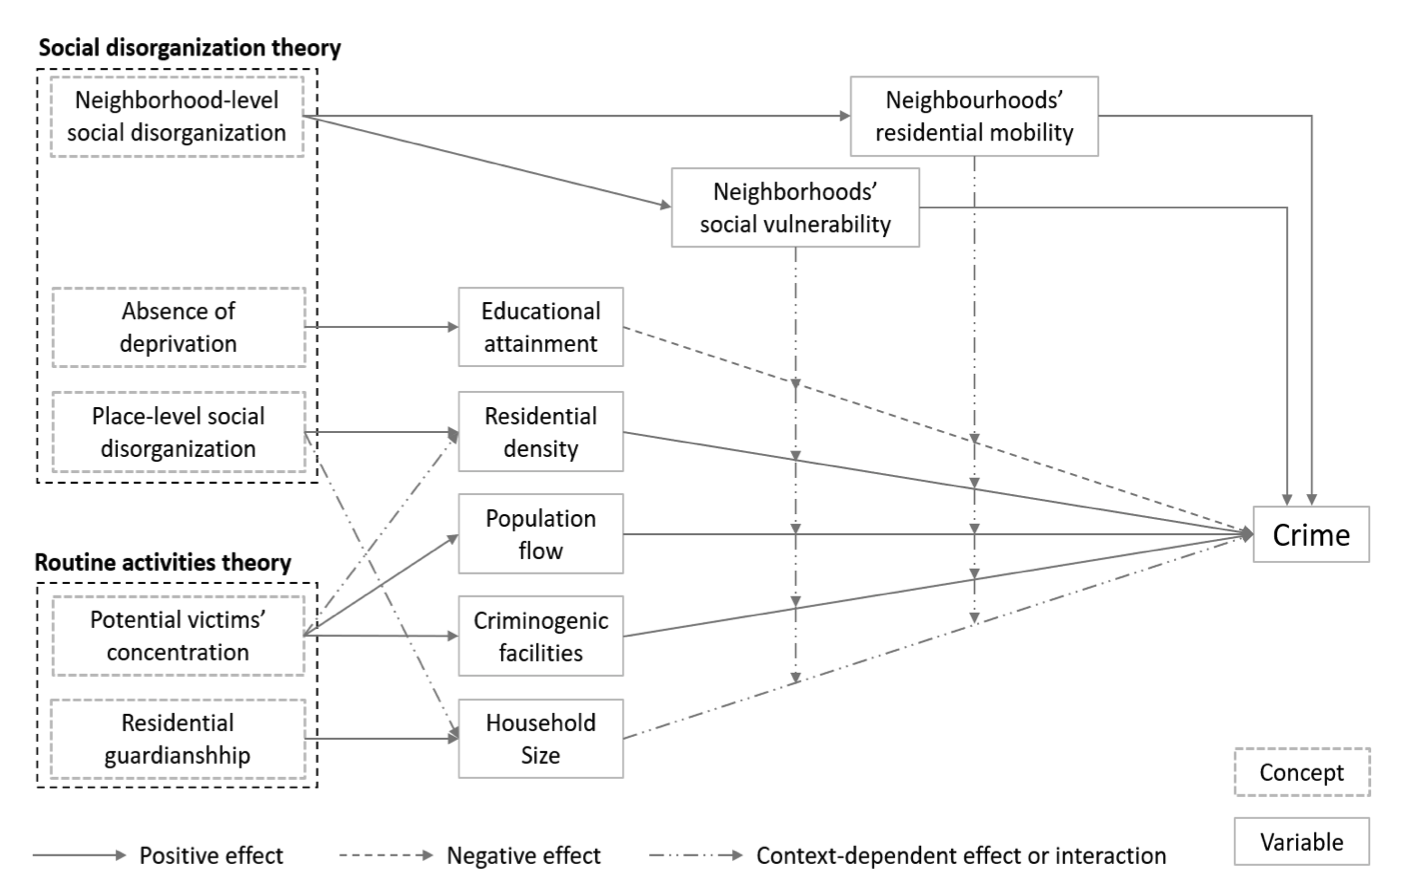 Social disorganization theory
Neighborhood-level
social disorganization
Neighbourhoods’
residential mobility
Neighborhoods’
social vulnerability
Absence of
deprivation
Educational
attainment
Place-level social
disorganization
Residential
density
Population
flow
Crime
Routine activities theory
Potential victims’
concentration
Criminogenic
facilities
Residential
guardianshhip
Household
Size
Concept
Variable
Positive effect
Negative effect
Context-dependent effect or interaction